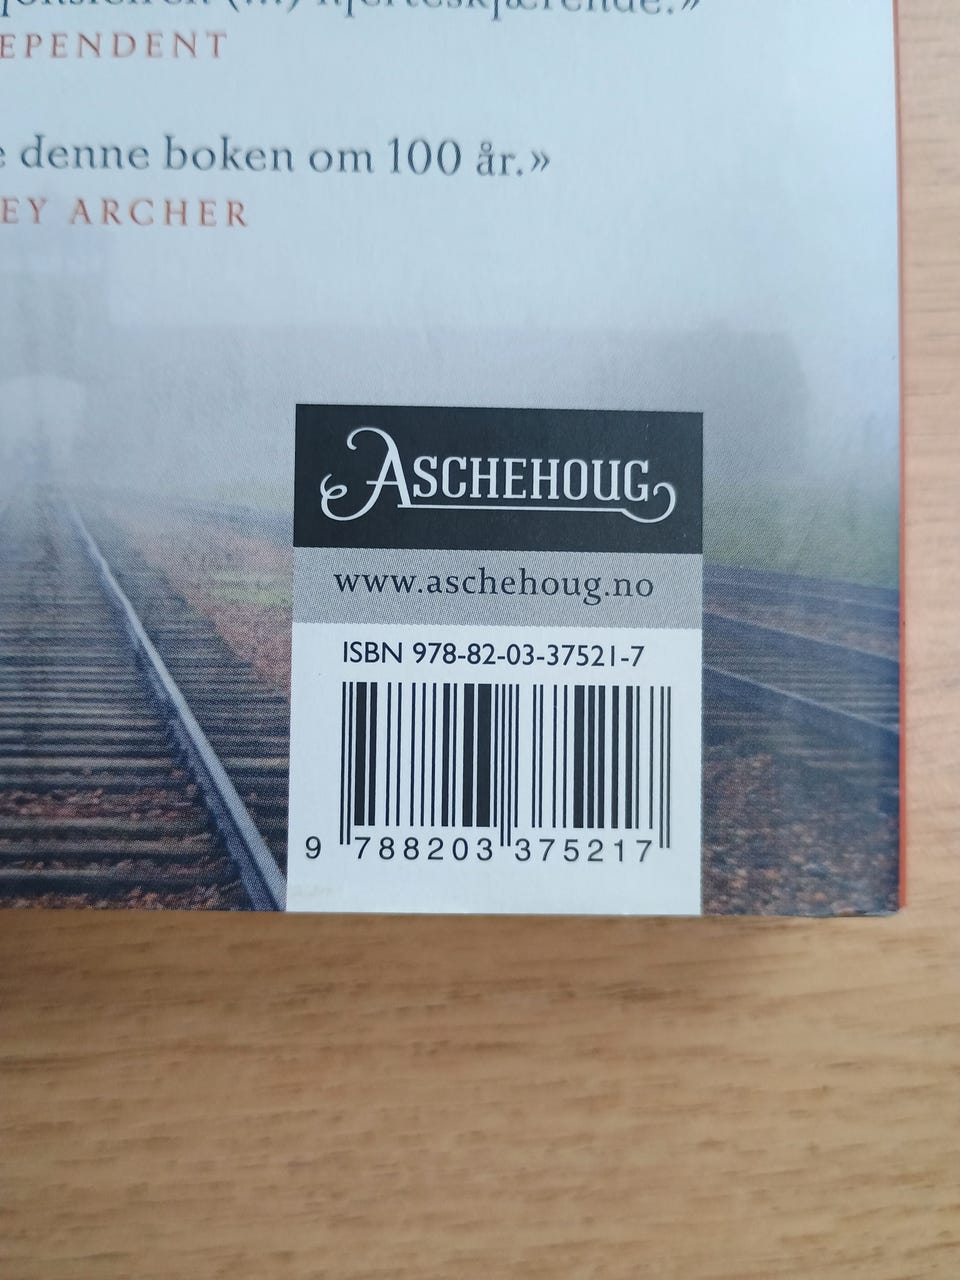 (...) hjerteskjærende.»
EPENDENT
denne boken om 100 år.»
EY ARCHER
ASCHEHOUG
www.aschehoug.no
ISBN 978-82-03-37521-7
9 788203 375217